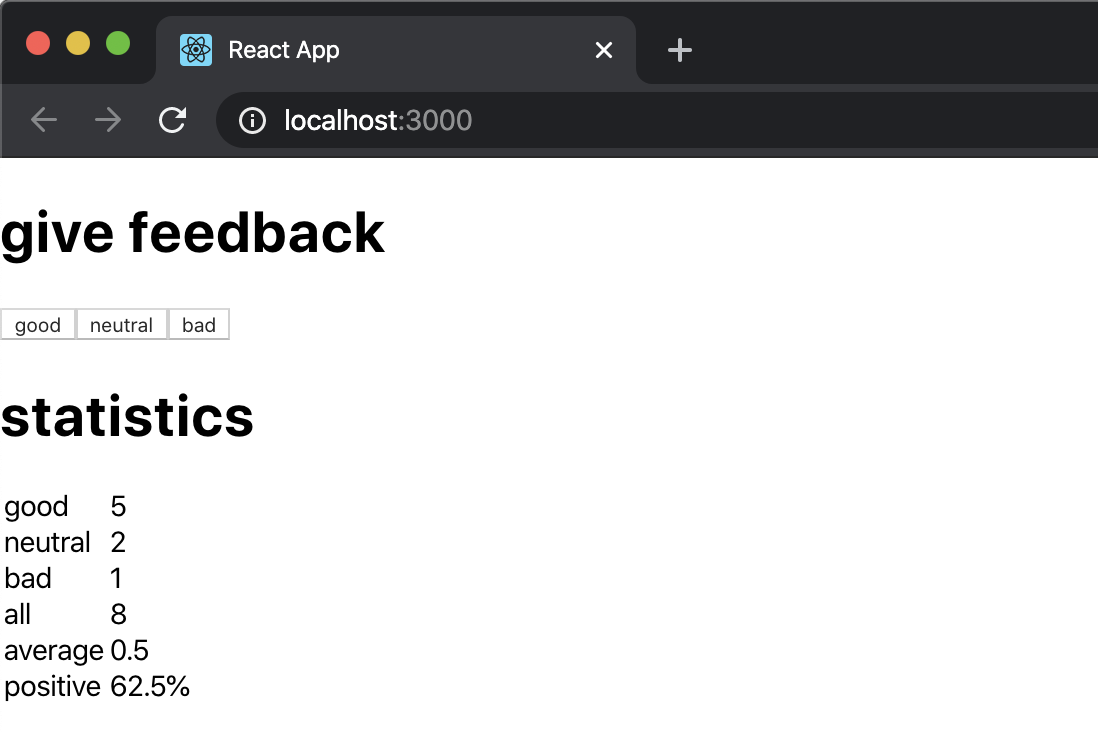 React App
localhost:3000
give feedback
good neutral bad
statistics
good 5
neutral 2
bad 1
all 8
average 0.5
positive 62.5%